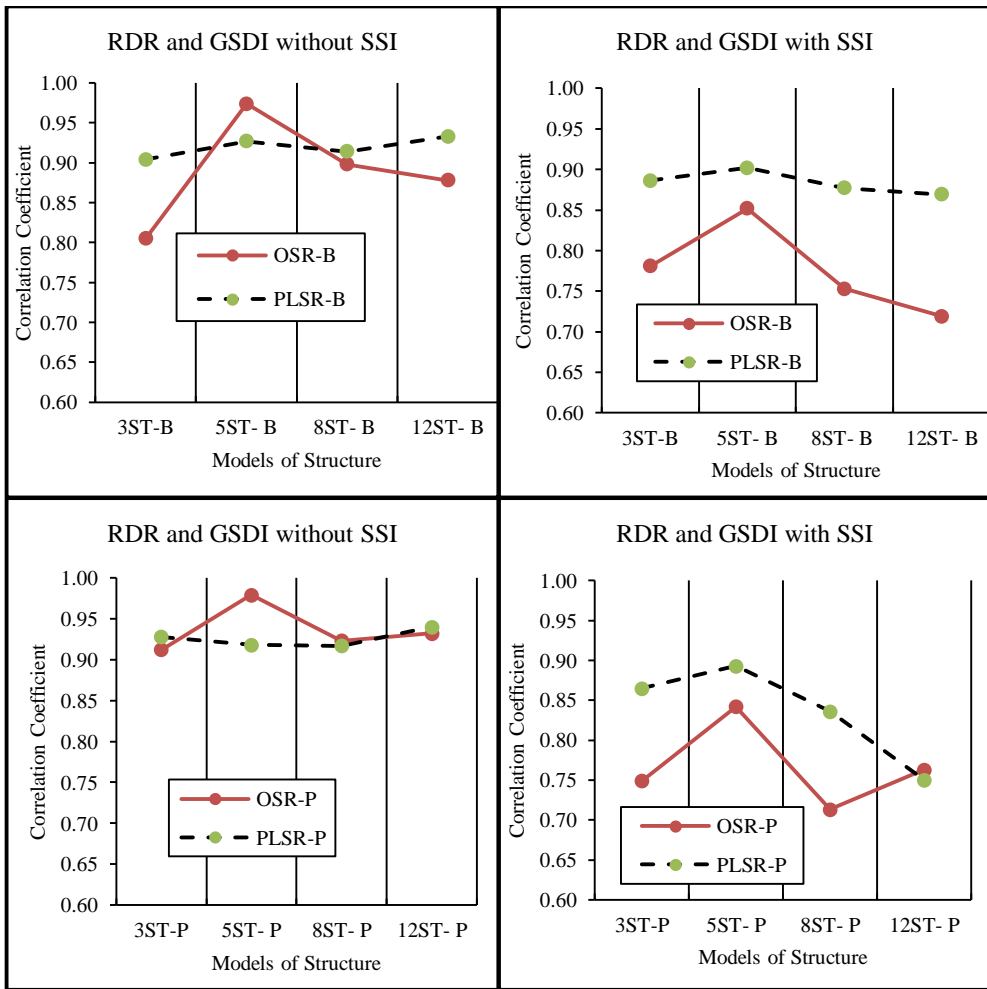 RDR and GSDI without SSI
Correlation Coefficient
1.00
0.95
0.90
0.85
0.80
0.75
0.70
0.65
0.60
OSR-B
PLSR-B
3ST-B 5ST- B 8ST- B 12ST- B
Models of Structure
RDR and GSDI with SSI
Correlation Coefficient
1.00
0.95
0.90
0.85
0.80
0.75
0.70
0.65
0.60
OSR-B
PLSR-B
3ST-B 5ST- B 8ST- B 12ST- B
Models of Structure
RDR and GSDI without SSI
Correlation Coefficient
1.00
0.95
0.90
0.85
0.80
0.75
0.70
0.65
0.60
OSR-P
PLSR-P
3ST-P 5ST- P 8ST- P 12ST- P
Models of Structure
RDR and GSDI with SSI
Correlation Coefficient
1.00
0.95
0.90
0.85
0.80
0.75
0.70
0.65
0.60
OSR-P
PLSR-P
3ST-P 5ST- P 8ST- P 12ST- P
Models of Structure